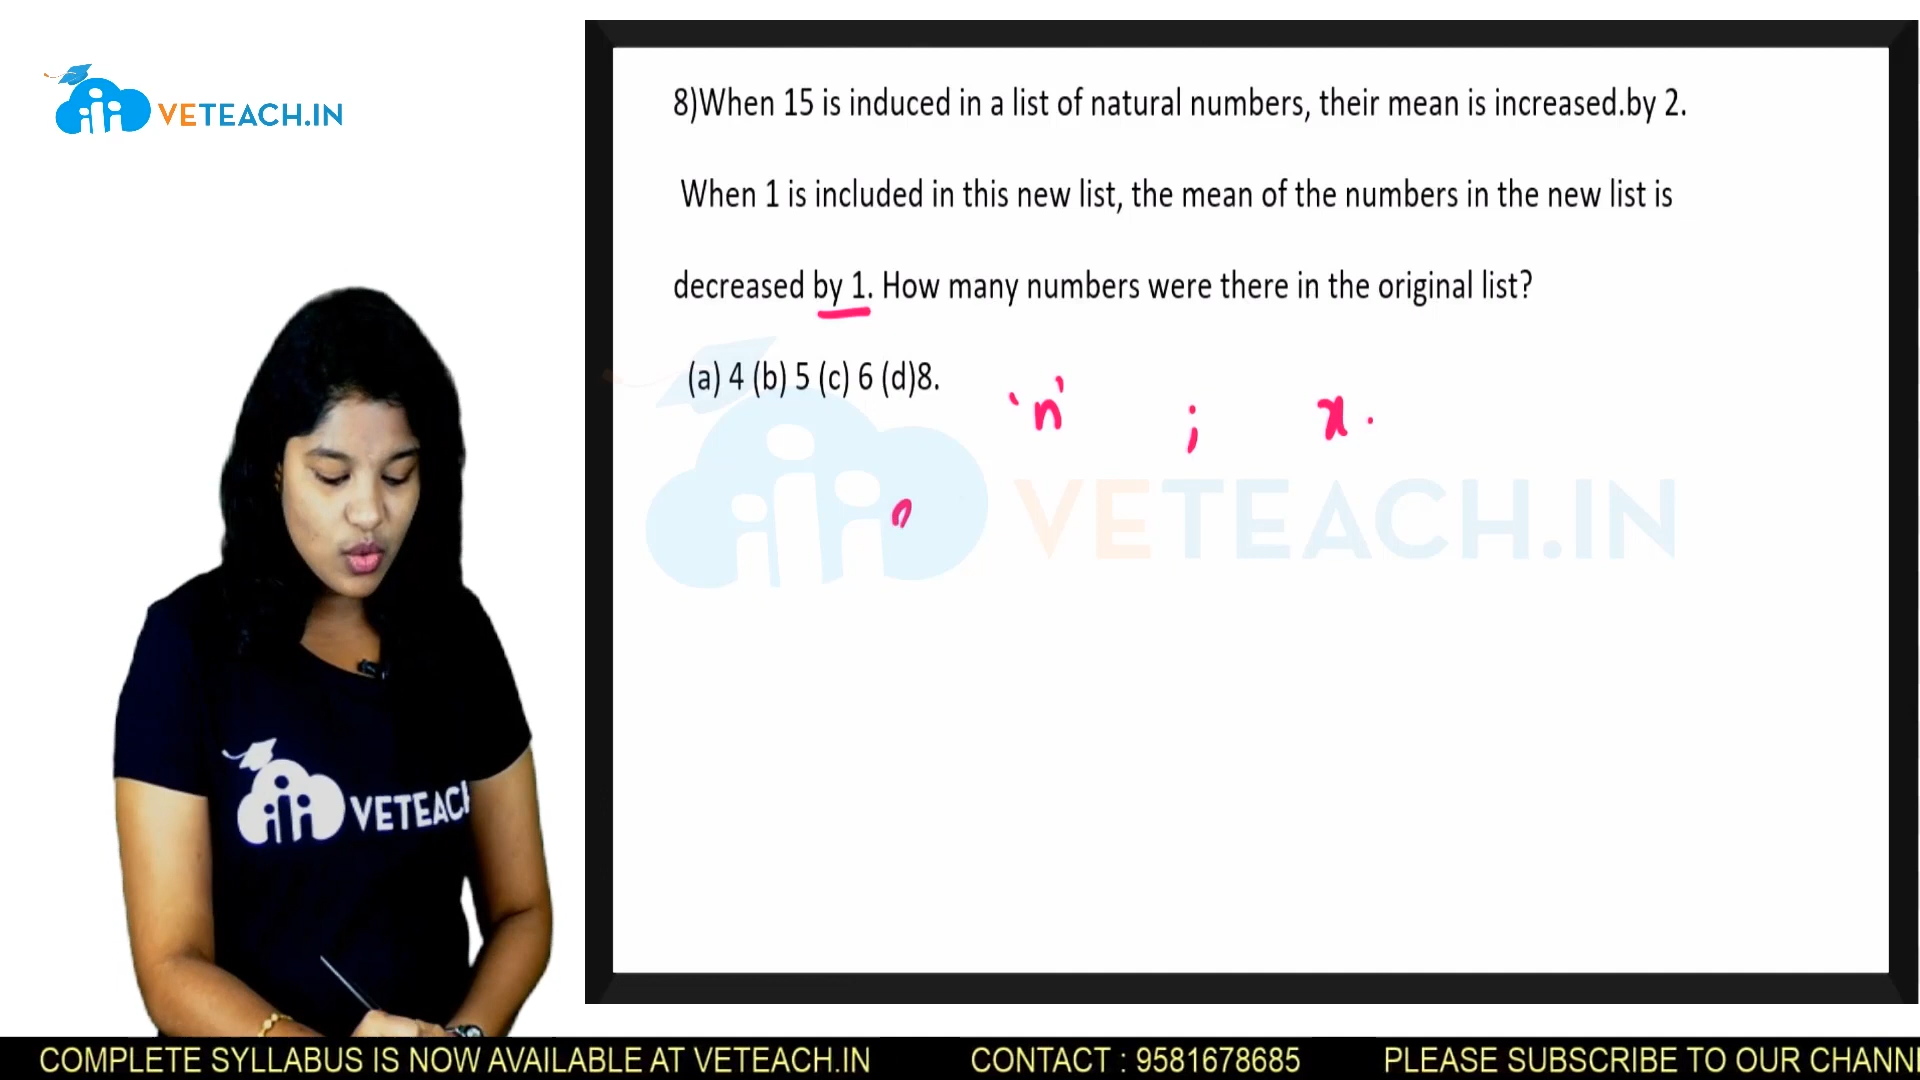 VETEACH.IN
8)When 15 is induced in a list of natural numbers, their mean is increased.by 2.
When 1 is included in this new list, the mean of the numbers in the new list is
decreased by 1. How many numbers were there in the original list?
(a) 4 (b) 5 (c) 6 (d)8.
'n' ; x .
n
VETEACH.IN
VETEACH
COMPLETE SYLLABUS IS NOW AVAILABLE AT VETEACH.IN CONTACT : 9581678685 PLEASE SUBSCRIBE TO OUR CHANN